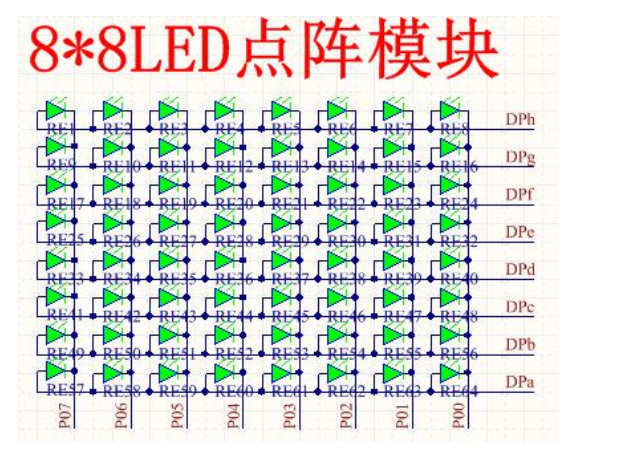 8*8LED点阵模块
RE1 RE2 RE3 RE4 RE5 RE6 RE7 RE8 DPh
RE9 RE10 RE11 RE12 RE13 RE14 RE15 RE16 DPg
RE17 RE18 RE19 RE20 RE21 RE22 RE23 RE24 DPf
RE25 RE26 RE27 RE28 RE29 RE30 RE31 RE32 DPe
RE33 RE34 RE35 RE36 RE37 RE38 RE39 RE40 DPd
RE41 RE42 RE43 RE44 RE45 RE46 RE47 RE48 DPc
RE49 RE50 RE51 RE52 RE53 RE54 RE55 RE56 DPb
RE57 RE58 RE59 RE60 RE61 RE62 RE63 RE64 DPa
P07 P06 P05 P04 P03 P02 P01 P00